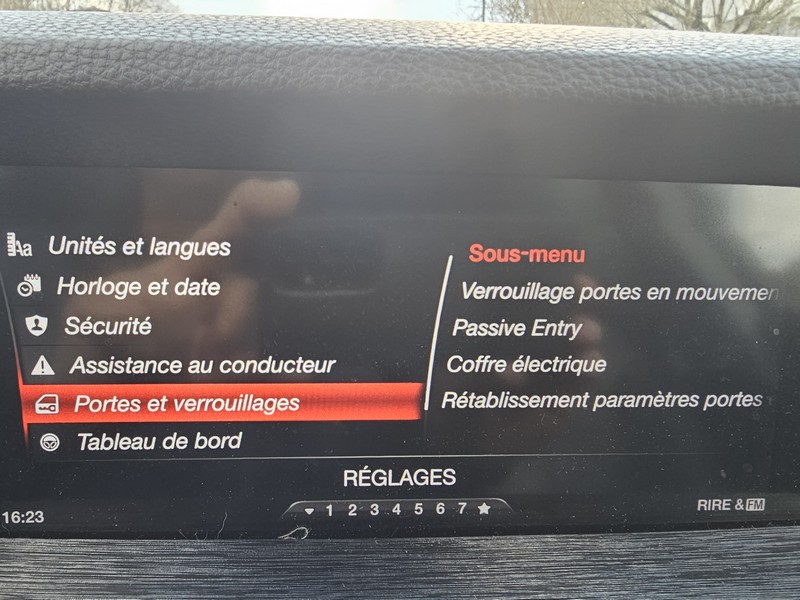 Unités et langues
Horloge et date
Sécurité
Assistance au conducteur
Portes et verrouillages
Tableau de bord
Sous-menu
Verrouillage portes en mouvemen
Passive Entry
Coffre électrique
Rétablissement paramètres portes
RÉGLAGES
1 2 3 4 5 6 7
16:23
RIRE & FM